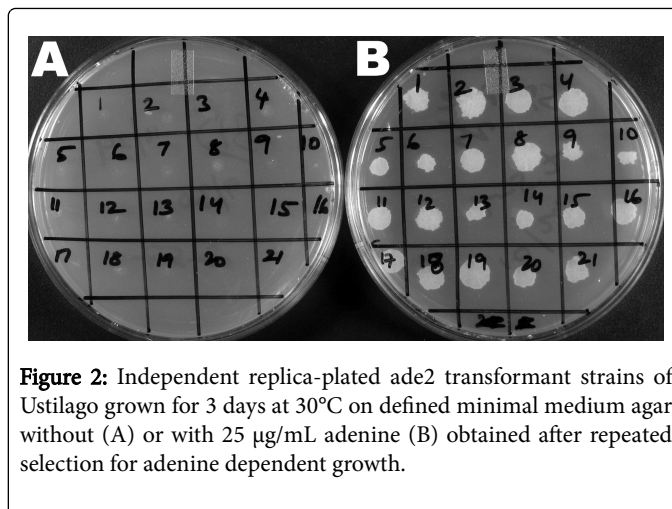 A
B
1 2 3 4
5 6 7 8 9 10
11 12 13 14 15 16
17 18 19 20 21
1 2 3 4
5 6 7 8 9 10
11 12 13 14 15 16
17 18 19 20 21
Figure 2: Independent replica-plated ade2 transformant strains of
Ustilago grown for 3 days at 30°C on defined minimal medium agar
without (A) or with 25 µg/mL adenine (B) obtained after repeated
selection for adenine dependent growth.